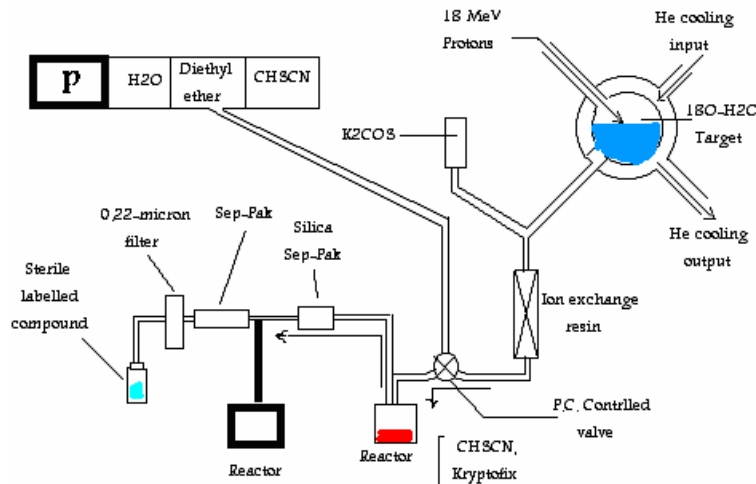 18 MeV
Protons
He cooling
input
P
H2O
Diethyl
ether
CH3CN
K2CO3
18O-H2O
Target
0,22-micron
filter
Sep-Pak
Silica
Sep-Pak
He cooling
output
Sterile
labelled
compound
Ion exchange
resin
P.C. Contrlled
valve
Reactor
Reactor
CH3CN,
Kryptofix